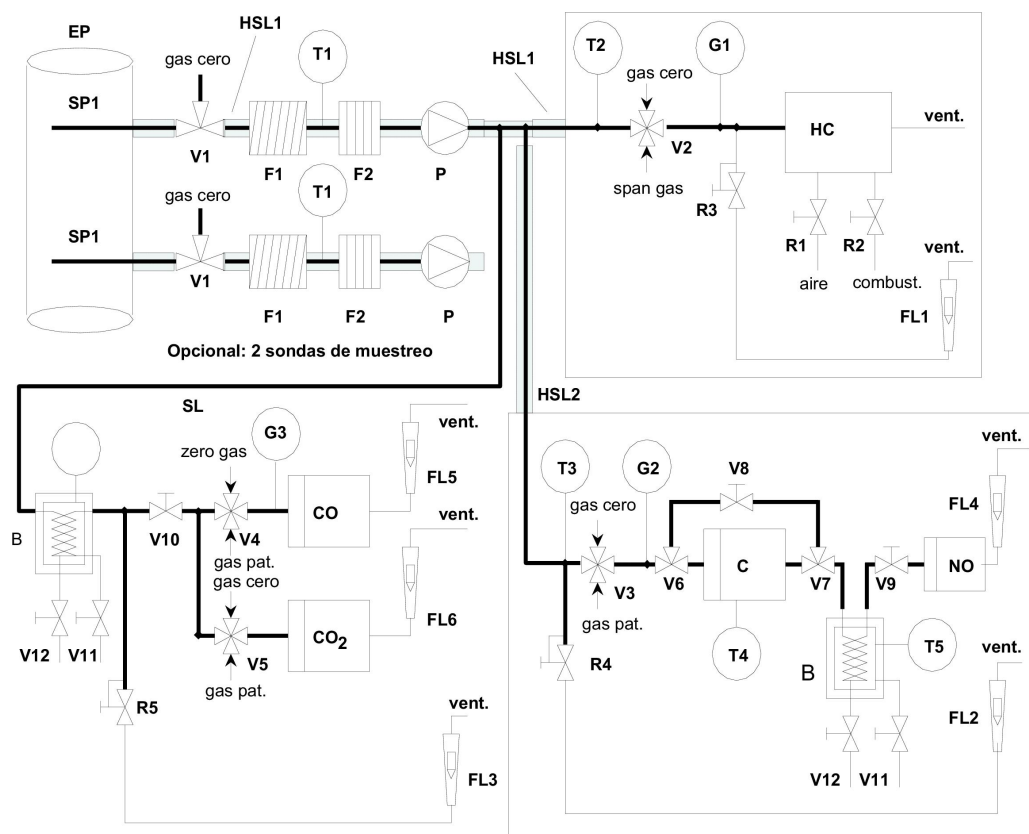 EP
HSL1
T1
gas cero
SP1
V1
F1
F2
P
gas cero
T1
SP1
V1
F1
F2
P
Opcional: 2 sondas de muestreo
HSL1
T2
gas cero
G1
V2
span gas
HC
vent.
R3
R1
R2
aire
combust.
vent.
FL1
HSL2
SL
zero gas
G3
vent.
FL5
CO
B
V10
V4
gas pat.
gas cero
vent.
FL6
CO2
V5
gas pat.
V12
V11
R5
vent.
FL3
T3
gas cero
G2
V8
vent.
FL4
V3
V6
C
V7
V9
NO
gas pat.
R4
T4
B
T5
vent.
FL2
V12
V11